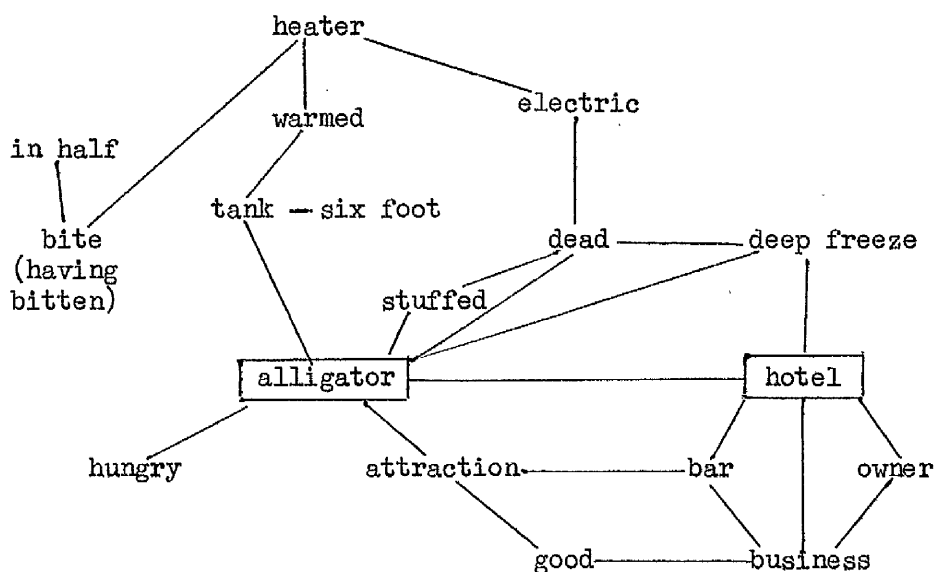 heater
electric
warmed
in half
tank — six foot
bite
(having
bitten)
dead
deep freeze
stuffed
alligator
hotel
hungry
attraction
bar
owner
good
business